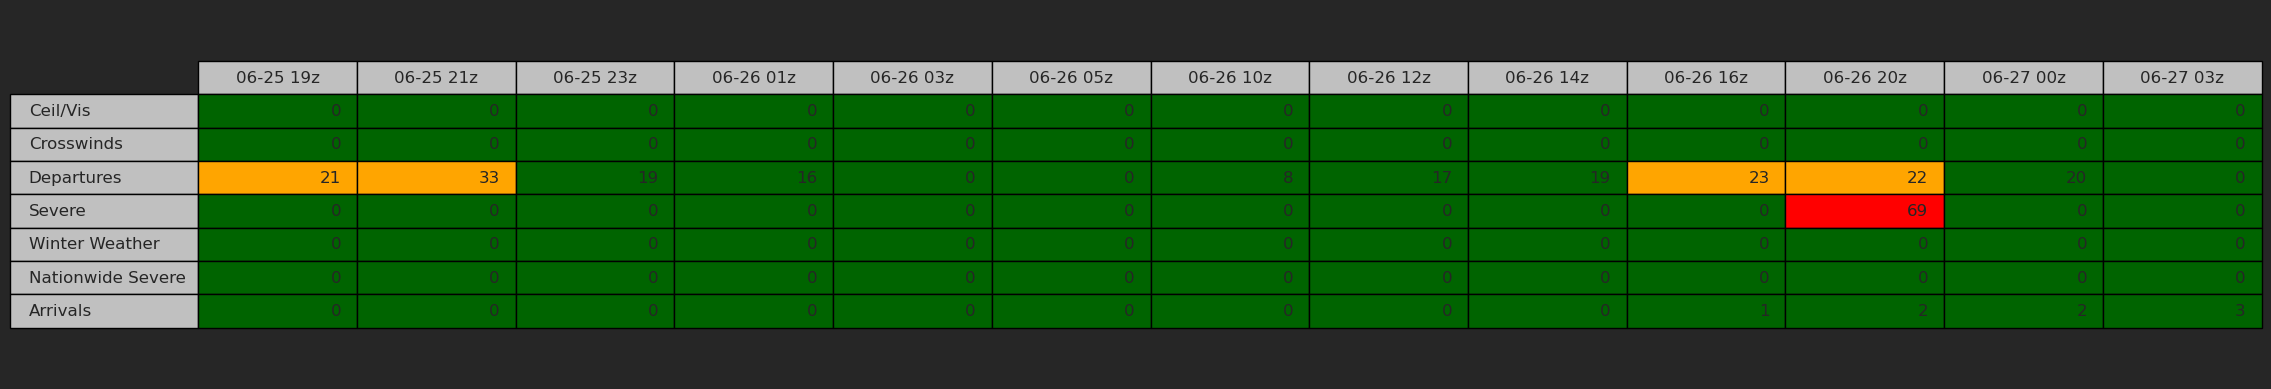 06-25 19z 06-25 21z 06-25 23z 06-26 01z 06-26 03z 06-26 05z 06-26 10z 06-26 12z 06-26 14z 06-26 16z 06-26 20z 06-27 00z 06-27 03z
Ceil/Vis 0 0 0 0 0 0 0 0 0 0 0 0 0
Crosswinds 0 0 0 0 0 0 0 0 0 0 0 0 0
Departures 21 33 19 16 0 0 8 17 19 23 22 20 0
Severe 0 0 0 0 0 0 0 0 0 0 69 0 0
Winter Weather 0 0 0 0 0 0 0 0 0 0 0 0 0
Nationwide Severe 0 0 0 0 0 0 0 0 0 0 0 0 0
Arrivals 0 0 0 0 0 0 0 0 0 1 2 2 3